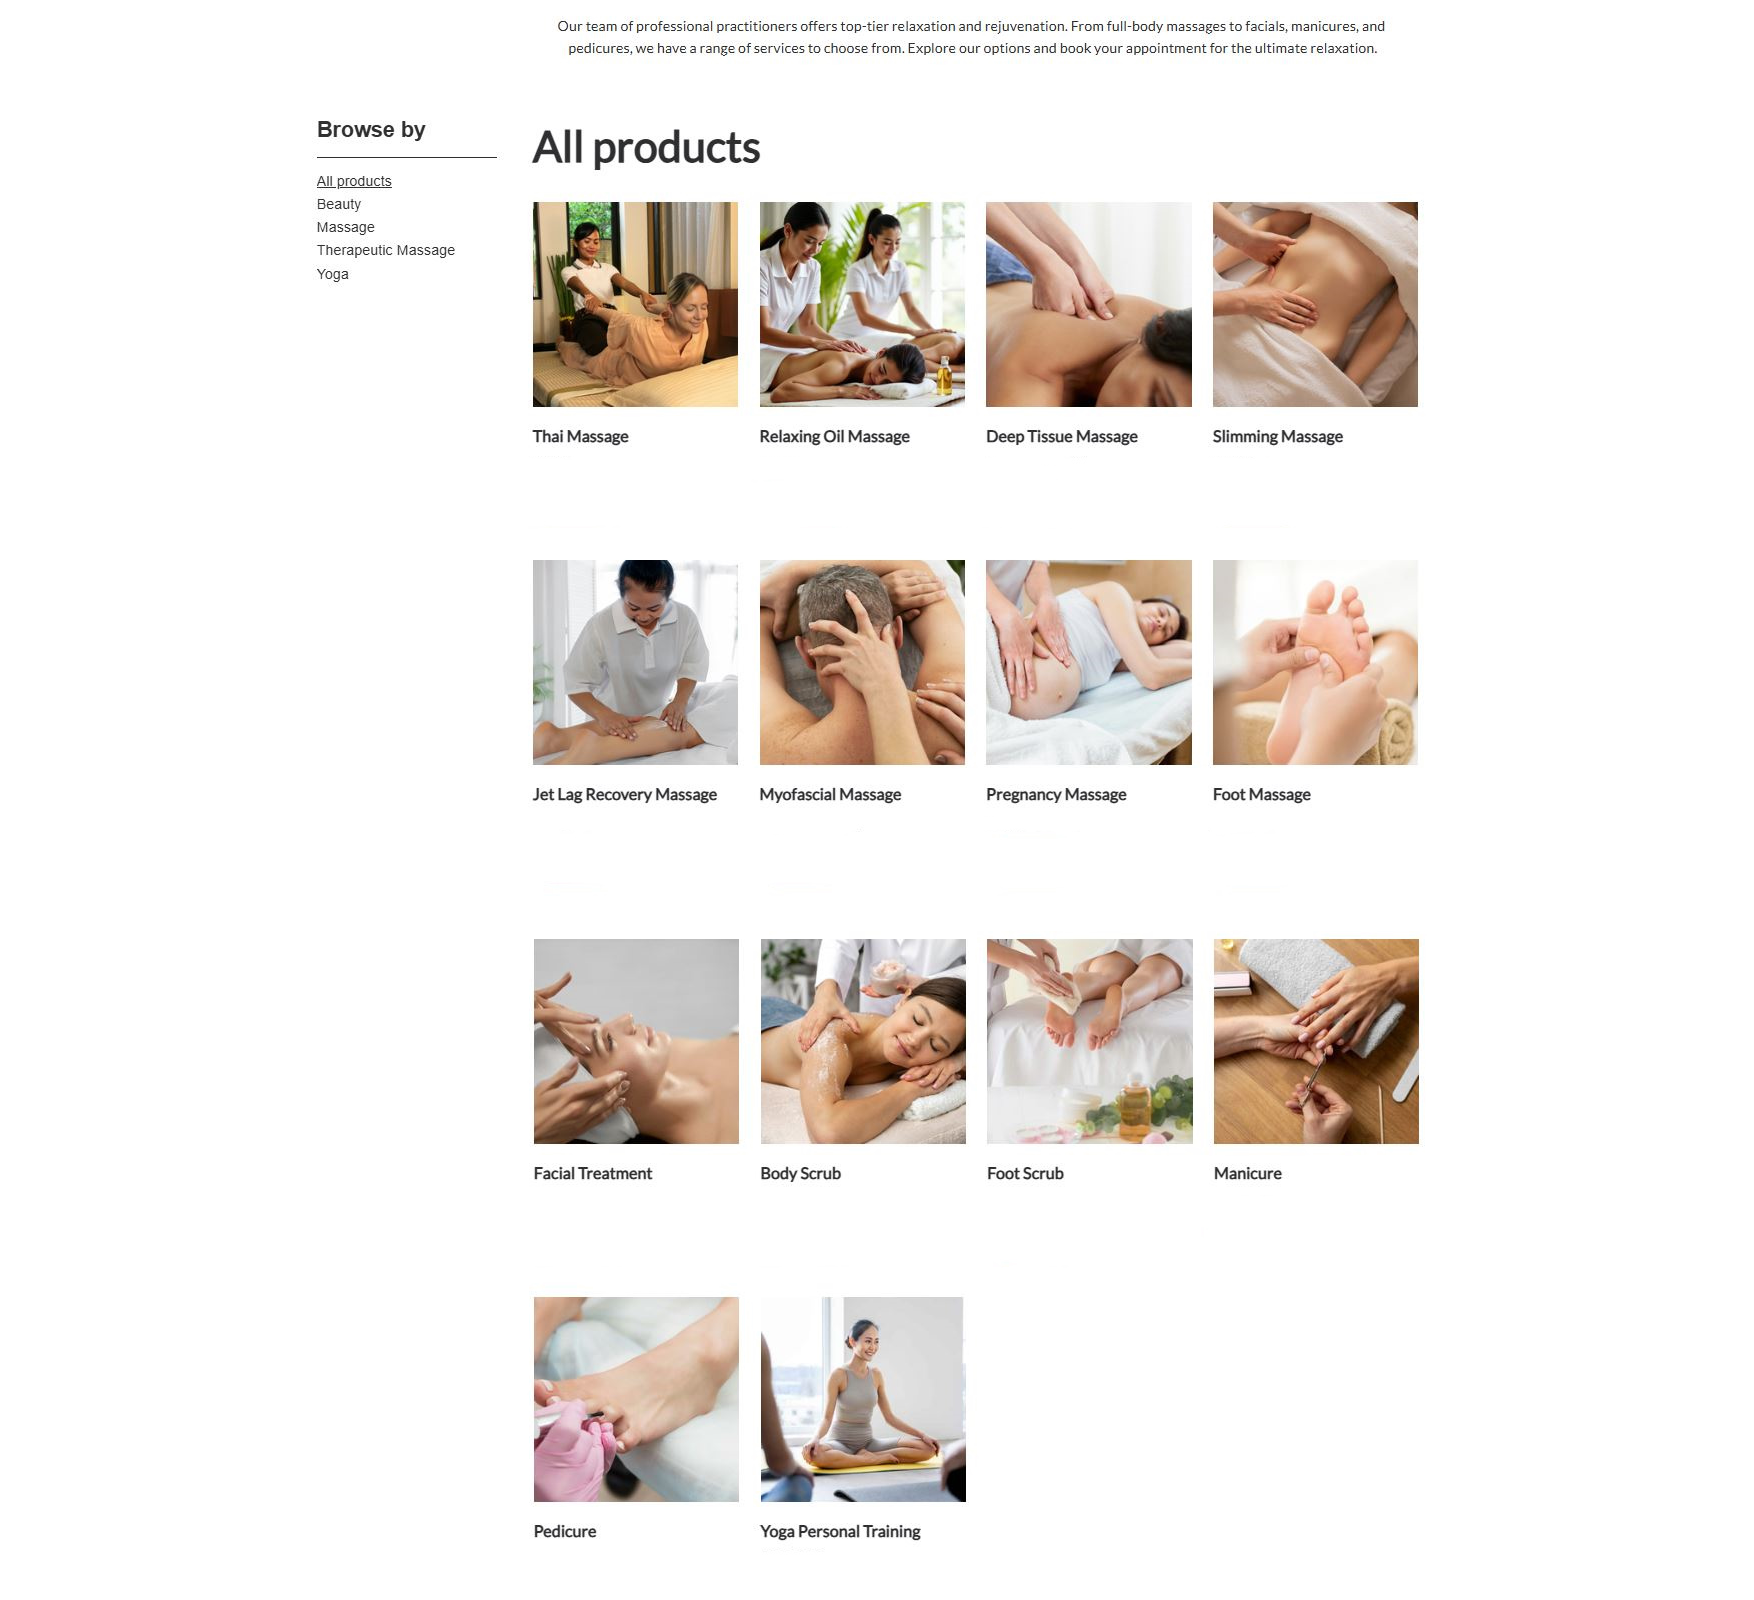 Our team of professional practitioners offers top-tier relaxation and rejuvenation. From full-body massages to facials, manicures, and
pedicures, we have a range of services to choose from. Explore our options and book your appointment for the ultimate relaxation.
Browse by
All products
Beauty
Massage
Therapeutic Massage
Yoga
All products
Thai Massage
Relaxing Oil Massage
Deep Tissue Massage
Slimming Massage
Jet Lag Recovery Massage
Myofascial Massage
Pregnancy Massage
Foot Massage
Facial Treatment
Body Scrub
Foot Scrub
Manicure
Pedicure
Yoga Personal Training